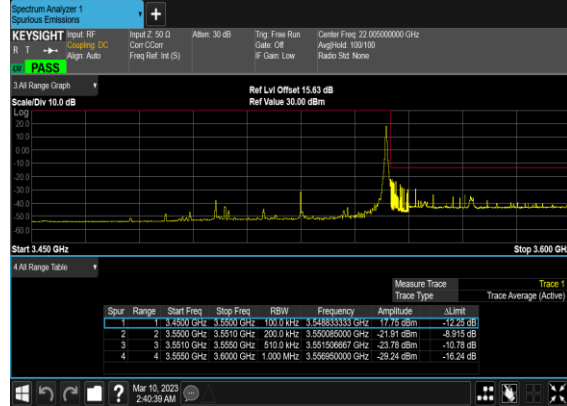 Spectrum Analyzer 1
Spurious Emissions
KEYSIGHT Input: RF Input Z: 50 Ω Atten: 30 dB Trig: Free Run Center Freq: 22.005000000 GHz
R T Coupling: DC Corr CCorr Gate: Off Avg|Hold: 100/100
Align: Auto Freq Ref: Int (S) IF Gain: Low Radio Std: None
PASS
3 All Range Graph Ref Lvl Offset 15.63 dB
Scale/Div 10.0 dB Ref Value 30.00 dBm
Log
20.0
10.0
0.00
-10.0
-20.0
-30.0
-40.0
-50.0
-60.0
Start 3.450 GHz Stop 3.600 GHz
4 All Range Table
Measure Trace Trace 1
Trace Type Trace Average (Active)
Spur Range Start Freq Stop Freq RBW Frequency Amplitude ΔLimit
1 1 3.4500 GHz 3.5500 GHz 100.0 kHz 3.548833333 GHz 17.75 dBm -12.25 dB
2 2 3.5500 GHz 3.5510 GHz 200.0 kHz 3.550085000 GHz -21.91 dBm -8.915 dB
3 3 3.5510 GHz 3.5550 GHz 510.0 kHz 3.551506667 GHz -23.78 dBm -10.78 dB
4 4 3.5550 GHz 3.6000 GHz 1.000 MHz 3.556950000 GHz -29.24 dBm -16.24 dB
? Mar 10, 2023
2:40:39 AM